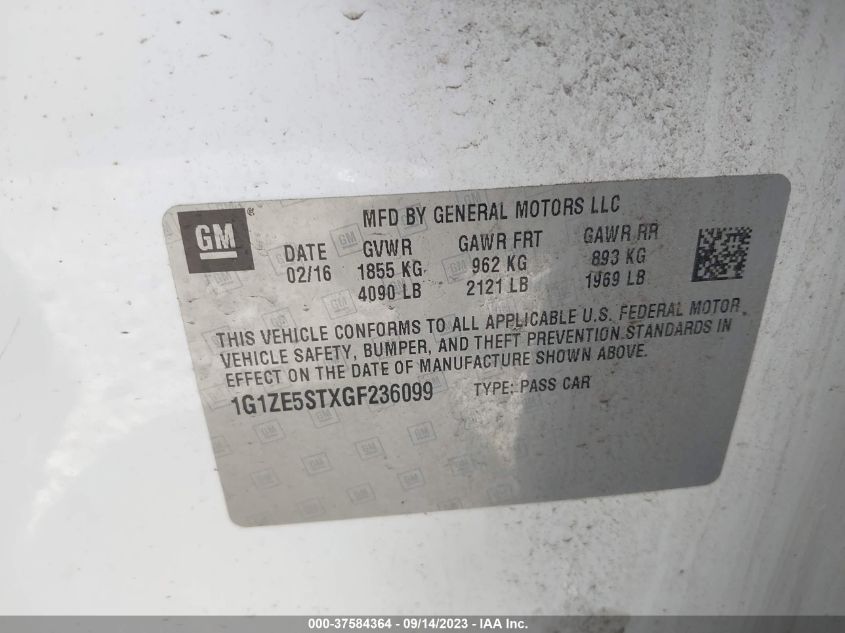 MFD BY GENERAL MOTORS LLC
GM ®
DATE GVWR GAWR FRT GAWR RR
02/16 1855 KG 962 KG 893 KG
4090 LB 2121 LB 1969 LB
THIS VEHICLE CONFORMS TO ALL APPLICABLE U.S. FEDERAL MOTOR
VEHICLE SAFETY, BUMPER, AND THEFT PREVENTION STANDARDS IN
EFFECT ON THE DATE OF MANUFACTURE SHOWN ABOVE.
1G1ZE5STXGF236099 TYPE: PASS CAR
000-37584364 - 09/14/2023 - IAA Inc.